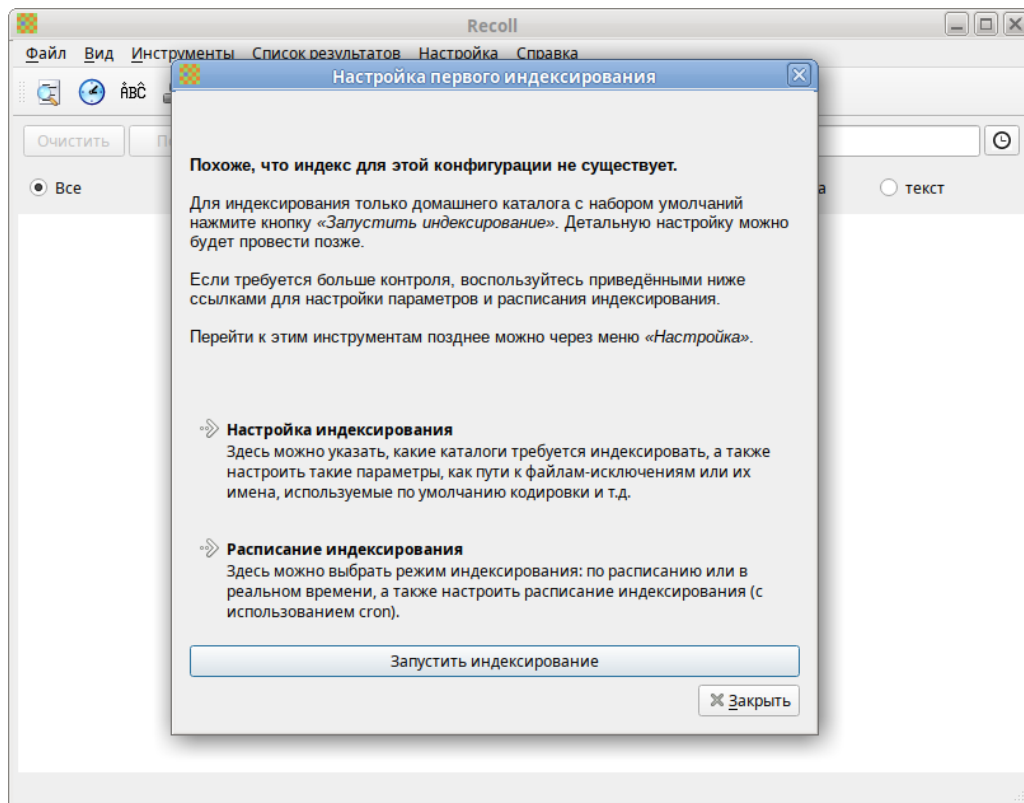 Recoll
Файл Вид Инструменты Список результатов Настройка Справка
Настройка первого индексирования
ÅBĈ
Очистить
Все
текст
Похоже, что индекс для этой конфигурации не существует.
Для индексирования только домашнего каталога с набором умолчаний
нажмите кнопку «Запустить индексирование». Детальную настройку можно
будет провести позже.
Если требуется больше контроля, воспользуйтесь приведёнными ниже
ссылками для настройки параметров и расписания индексирования.
Перейти к этим инструментам позднее можно через меню «Настройка».
Настройка индексирования
Здесь можно указать, какие каталоги требуется индексировать, а также
настроить такие параметры, как пути к файлам-исключениям или их
имена, используемые по умолчанию кодировки и т.д.
Расписание индексирования
Здесь можно выбрать режим индексирования: по расписанию или в
реальном времени, а также настроить расписание индексирования (с
использованием cron).
Запустить индексирование
Закрыть